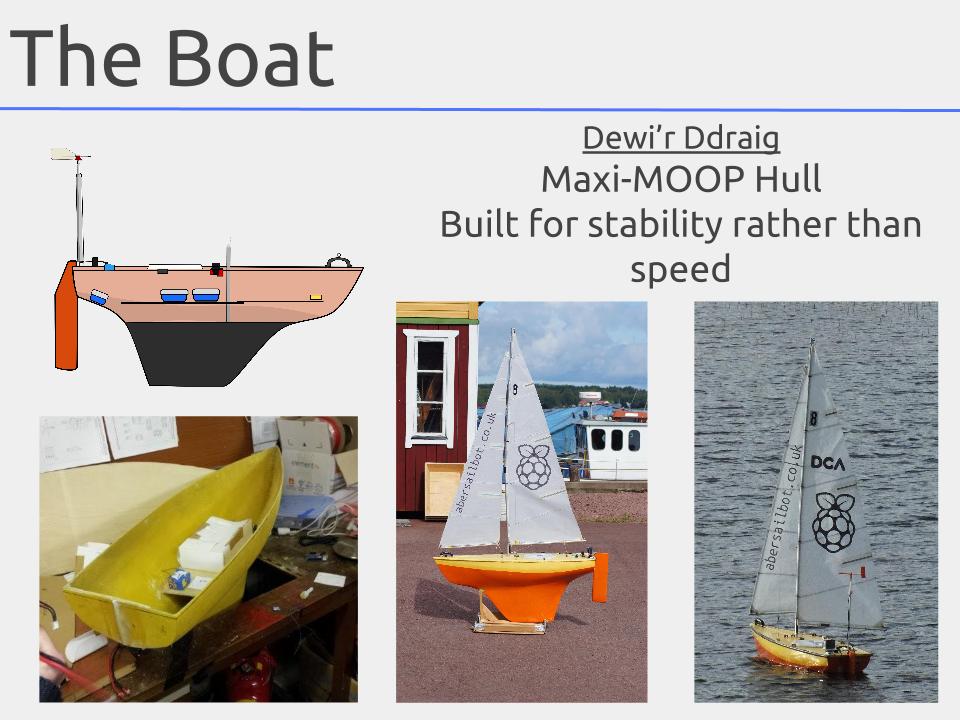 The Boat
Dewi’r Ddraig
Maxi-MOOP Hull
Built for stability rather than
speed
8
abersailbot.co.uk
8
DCA
abersailbot.co.uk